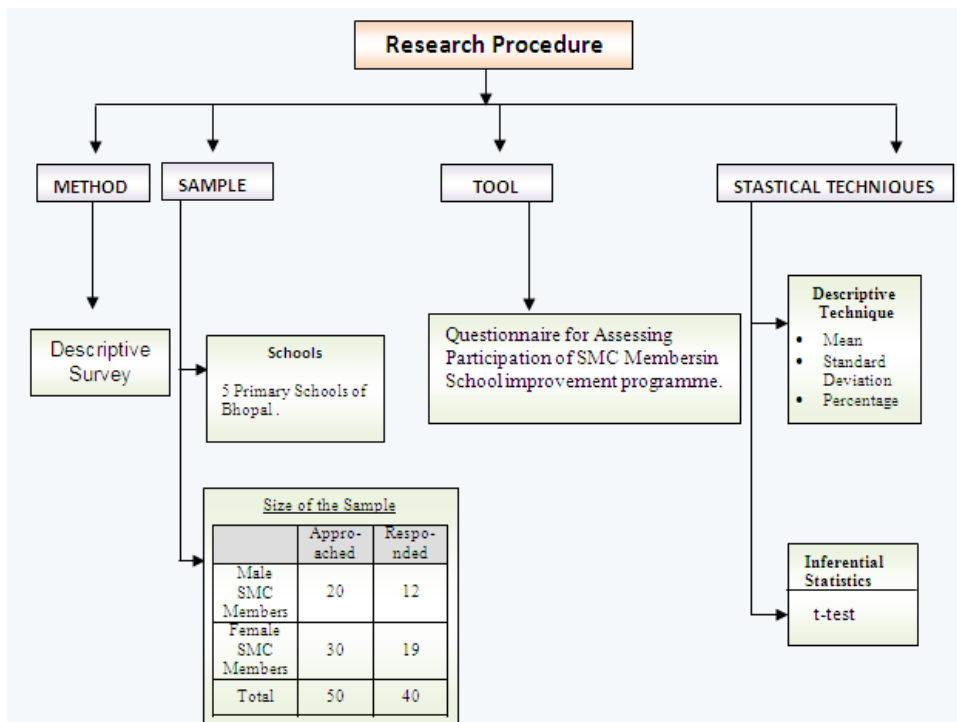 Research Procedure
METHOD
SAMPLE
TOOL
STASTICAL TECHNIQUES
Descriptive
Survey
Schools
5 Primary Schools of
Bhopal .
Size of the Sample
Appro- Respo-
ached nded
Male
SMC 20 12
Members
Female
SMC 30 19
Members
Total 50 40
Questionnaire for Assessing
Participation of SMC Membersin
School improvement programme.
Descriptive
Technique
• Mean
• Standard
Deviation
• Percentage
Inferential
Statistics
t-test